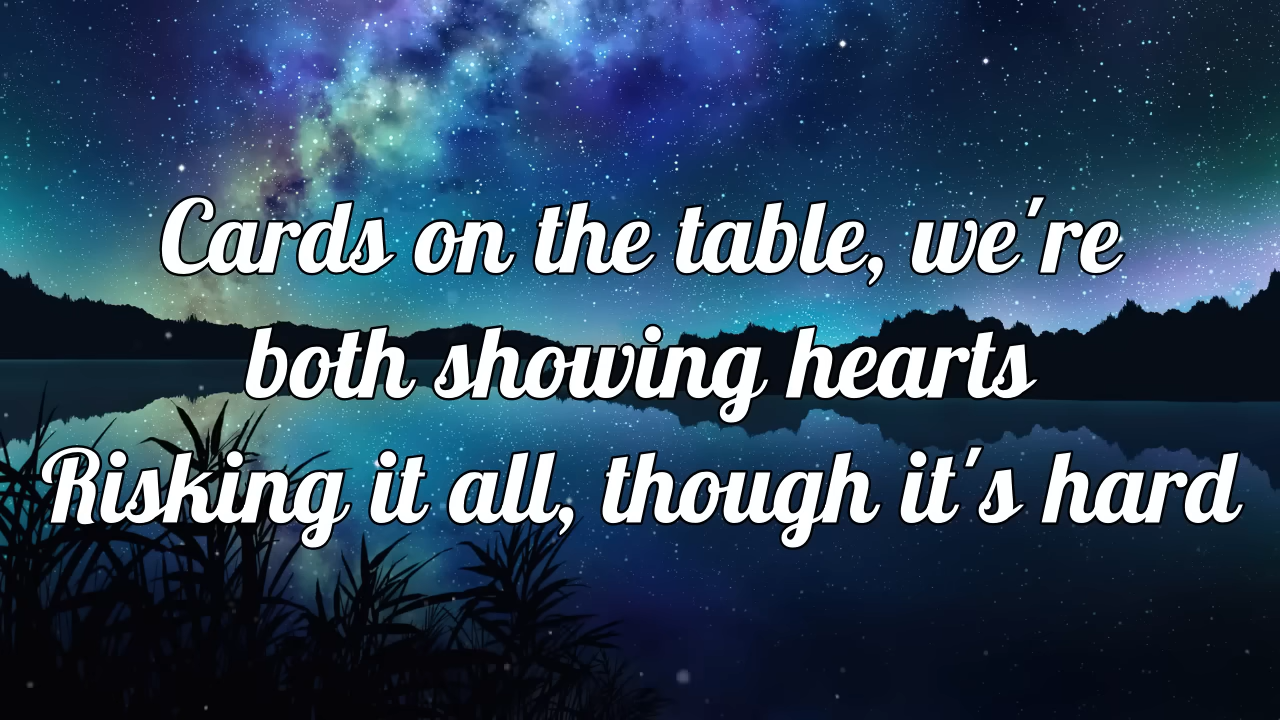 Cards on the table, we're
both showing hearts
Risking it all, though it's hard